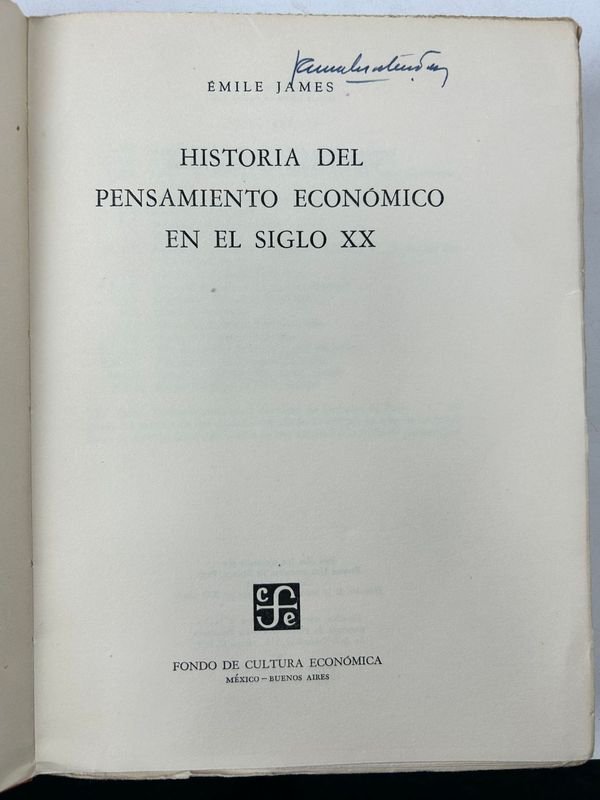 ÉMILE JAMES
HISTORIA DEL
PENSAMIENTO ECONÓMICO
EN EL SIGLO XX
c f e
FONDO DE CULTURA ECONÓMICA
MÉXICO – BUENOS AIRES